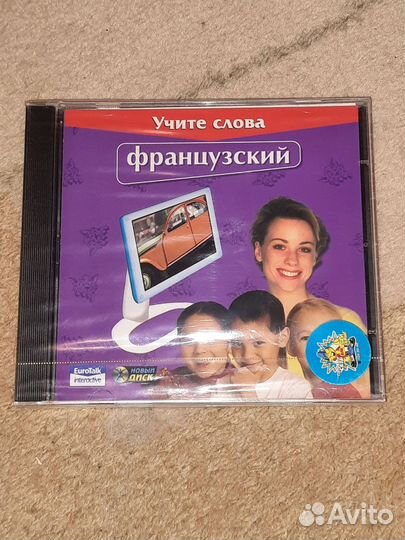 Учите слова
французский
EuroTalk
interactive
НОВЫЙ
ДИСК
Avito